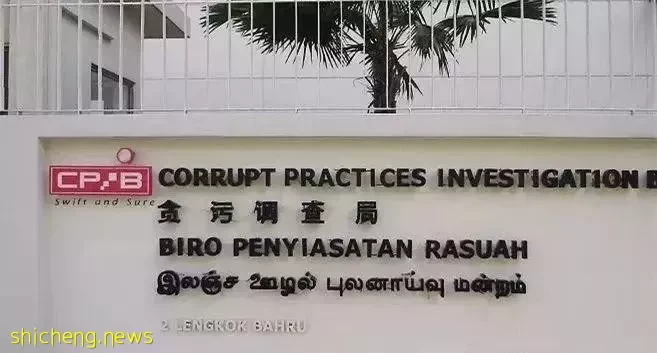 CPIB
Swift and Sure
CORRUPT PRACTICES INVESTIGATION B
贪污调查局
BIRO PENYIASATAN RASUAH
இலஞ்ச ஊழல் புலனாய்வு மன்றம்
2 LENGKOK BAHRU
shicheng.news